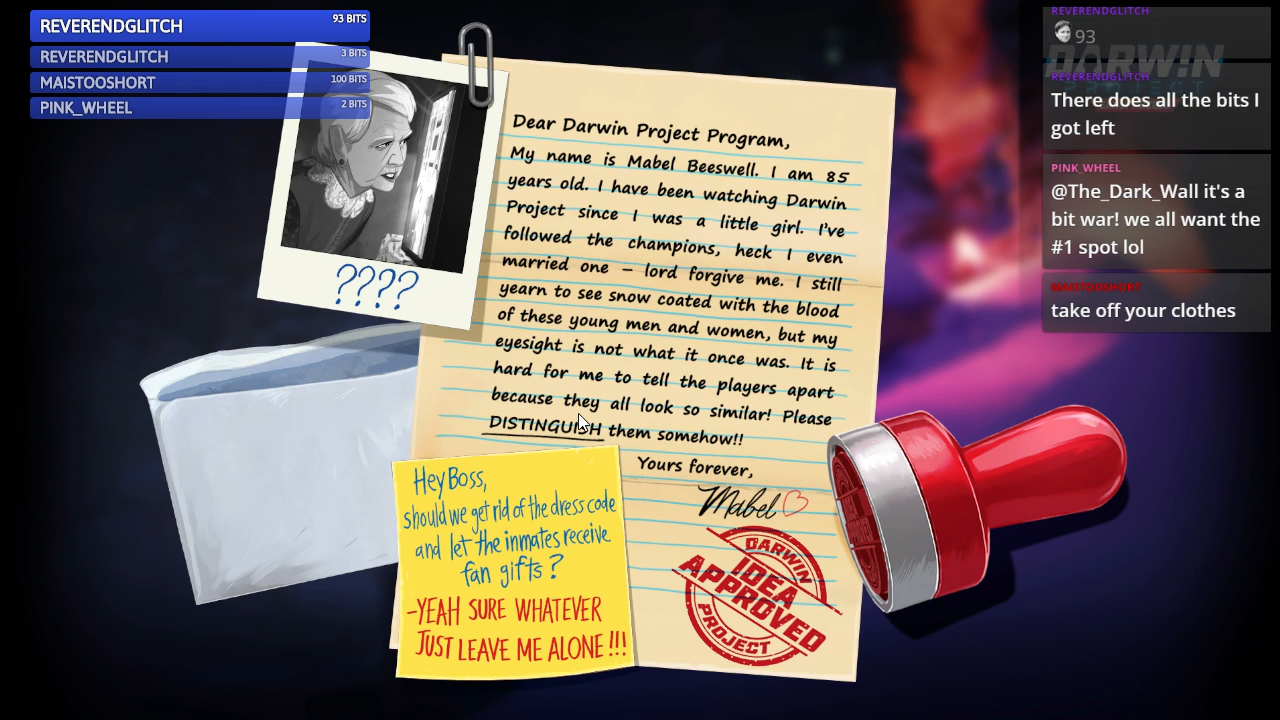 REVERENDGLITCH 93 BITS
REVERENDGLITCH 3 BITS
MAISTOOSHORT 100 BITS
PINK_WHEEL 2 BITS
????
Dear Darwin Project Program,
My name is Mabel Beeswell. I am 85
years old. I have been watching Darwin
Project since I was a little girl. I've
followed the champions, heck I even
married one – lord forgive me. I still
yearn to see snow coated with the blood
of these young men and women, but my
eyesight is not what it once was. It is
hard for me to tell the players apart
because they all look so similar! Please
DISTINGUISH them somehow!!
Yours forever,
Mabel
Hey Boss,
should we get rid of the dress code
and let the inmates receive
fan gifts?
-YEAH SURE WHATEVER
JUST LEAVE ME ALONE!!!
DARWIN
IDEA
APPROVED
PROJECT
REVERENDGLITCH
93
DARWIN
PROJECT
REVERENDGLITCH
There does all the bits I
got left
PINK_WHEEL
@The_Dark_Wall it's a
bit war! we all want the
#1 spot lol
MAISTOOSHORT
take off your clothes